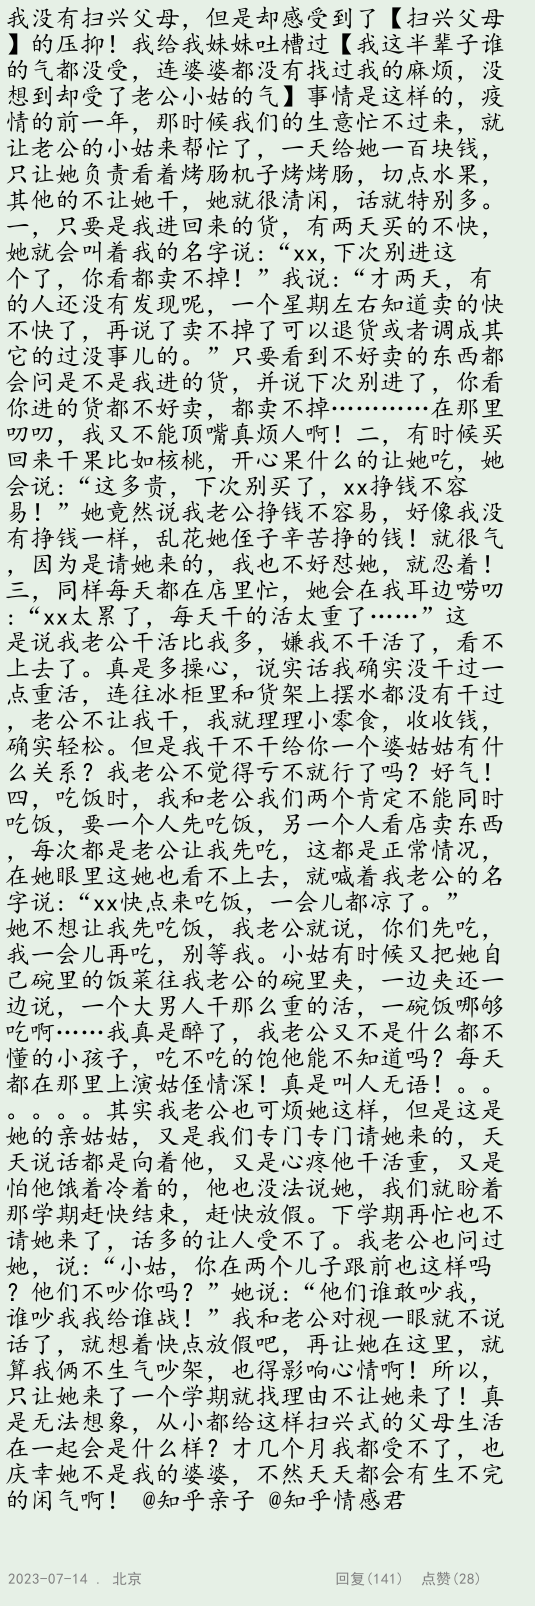 我没有扫兴父母，但是却感受到了【扫兴父母
】的压抑！我给我妹妹吐槽过【我这半辈子谁
的气都没受，连婆婆都没有找过我的麻烦，没
想到却受了老公小姑的气】事情是这样的，疫
情的前一年，那时候我们的生意忙不过来，就
让老公的小姑来帮忙了，一天给她一百块钱，
只让她负责看着烤肠机子烤烤肠，切点水果，
其他的不让她干，她就很清闲，话就特别多。
一，只要是我进回来的货，有两天买的不快，
她就会叫着我的名字说：“xx,下次别进这
个了，你看都卖不掉！”我说：“才两天，有
的人还没有发现呢，一个星期左右知道卖的快
不快了，再说了卖不掉了可以退货或者调成其
它的过没事儿的。”只要看到不好卖的东西都
会问是不是我进的货，并说下次别进了，你看
你进的货都不好卖，都卖不掉…………在那里
叨叨，我又不能顶嘴真烦人啊！二，有时候买
回来干果比如核桃，开心果什么的让她吃，她
会说：“这多贵，下次别买了，xx挣钱不容
易！”她竟然说我老公挣钱不容易，好像我没
有挣钱一样，乱花她侄子辛苦挣的钱！就很气
，因为是请她来的，我也不好怼她，就忍着！
三，同样每天都在店里忙，她会在我耳边唠叨
：“xx太累了，每天干的活太重了……”这
是说我老公干活比我多，嫌我不干活了，看不
上去了。真是多操心，说实话我确实没干过一
点重活，连往冰柜里和货架上摆水都没有干过
，老公不让我干，我就理理小零食，收收钱，
确实轻松。但是我干不干给你一个婆姑姑有什
么关系？我老公不觉得亏不就行了吗？好气！
四，吃饭时，我和老公我们两个肯定不能同时
吃饭，要一个人先吃饭，另一个人看店卖东西
，每次都是老公让我先吃，这都是正常情况，
在她眼里这她也看不上去，就喊着我老公的名
字说：“xx快点来吃饭，一会儿都凉了。”
她不想让我先吃饭，我老公就说，你们先吃，
我一会儿再吃，别等我。小姑有时候又把她自
己碗里的饭菜往我老公的碗里夹，一边夹还一
边说，一个大男人干那么重的活，一碗饭哪够
吃啊……我真是醉了，我老公又不是什么都不
懂的小孩子，吃不吃的饱他能不知道吗？每天
都在那里上演姑侄情深！真是叫人无语！。。
。。。。其实我老公也可烦她这样，但是这是
她的亲姑姑，又是我们专门专门请她来的，天
天说话都是向着他，又是心疼他干活重，又是
怕他饿着冷着的，他也没法说她，我们就盼着
那学期赶快结束，赶快放假。下学期再忙也不
请她来了，话多的让人受不了。我老公也问过
她，说：“小姑，你在两个儿子跟前也这样吗
？他们不吵你吗？”她说：“他们谁敢吵我，
谁吵我我给谁战！”我和老公对视一眼就不说
话了，就想着快点放假吧，再让她在这里，就
算我俩不生气吵架，也得影响心情啊！所以，
只让她来了一个学期就找理由不让她来了！真
是无法想象，从小都给这样扫兴式的父母生活
在一起会是什么样？才几个月我都受不了，也
庆幸她不是我的婆婆，不然天天都会有生不完
的闲气啊！ @知乎亲子 @知乎情感君
2023-07-14 . 北京 回复(141) 点赞(28)